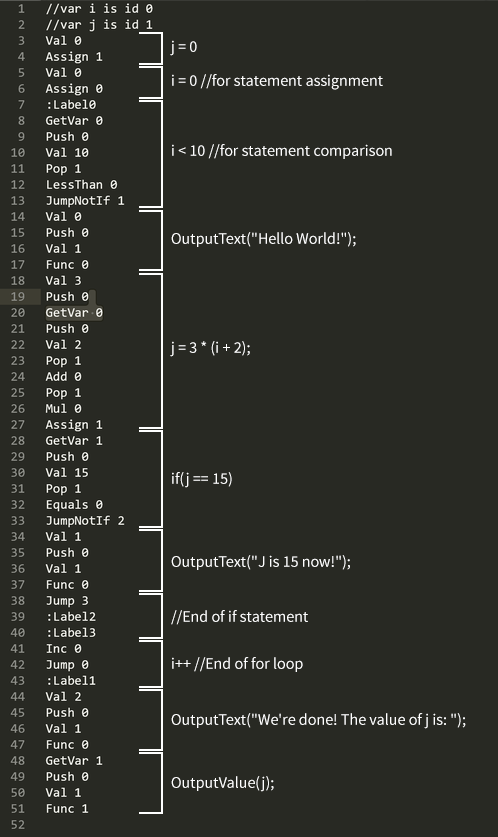 1 //var i is id 0
2 //var j is id 1
3 Val 0
4 Assign 1
j = 0
5 Val 0
6 Assign 0
i = 0 //for statement assignment
7 :Label0
8 GetVar 0
9 Push 0
10 Val 10
11 Pop 1
12 LessThan 0
13 JumpNotIf 1
i < 10 //for statement comparison
14 Val 0
15 Push 0
16 Val 1
17 Func 0
OutputText("Hello World!");
18 Val 3
19 Push 0
20 GetVar 0
21 Push 0
22 Val 2
23 Pop 1
24 Add 0
25 Pop 1
26 Mul 0
27 Assign 1
j = 3 * (i + 2);
28 GetVar 1
29 Push 0
30 Val 15
31 Pop 1
32 Equals 0
33 JumpNotIf 2
if(j == 15)
34 Val 1
35 Push 0
36 Val 1
37 Func 0
OutputText("J is 15 now!");
38 Jump 3
39 :Label2
40 :Label3
//End of if statement
41 Inc 0
42 Jump 0
43 :Label1
i++ //End of for loop
44 Val 2
45 Push 0
46 Val 1
47 Func 0
OutputText("We're done! The value of j is: ");
48 GetVar 1
49 Push 0
50 Val 1
51 Func 1
OutputValue(j);
52